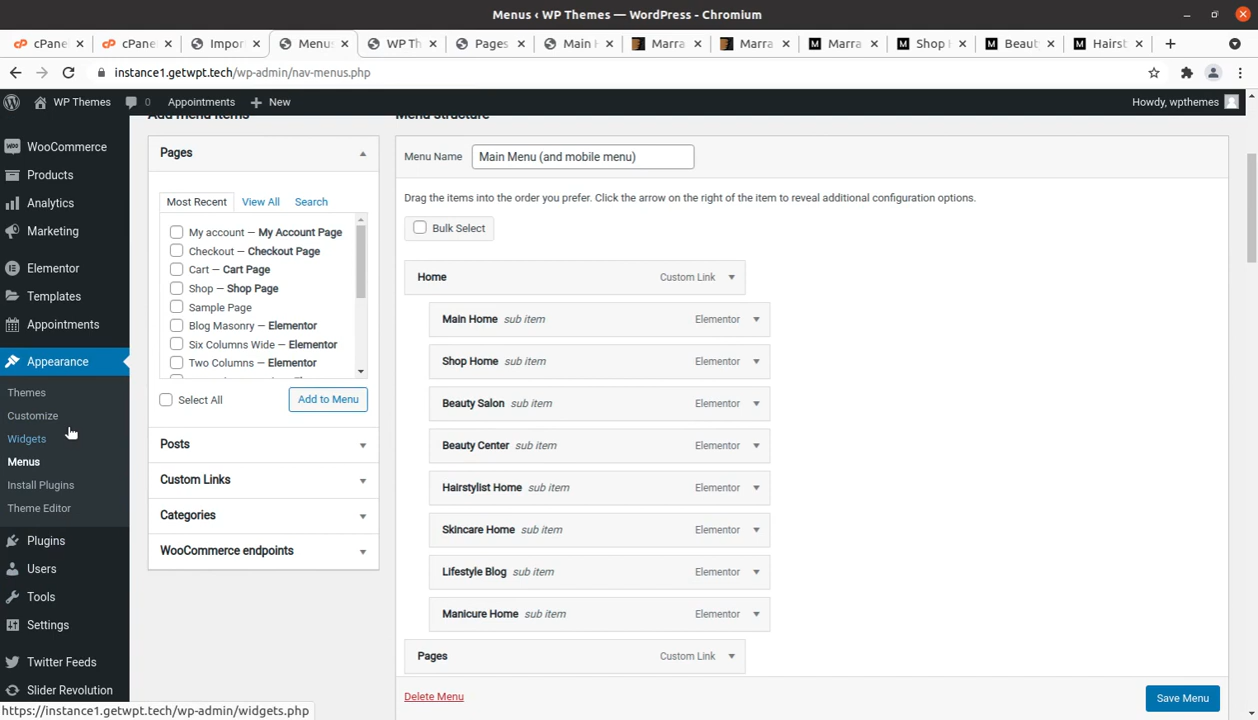 Menus ‹ WP Themes — WordPress - Chromium
cPane
cPane
Impor
Menus
WP Th
Pages
Main H
Marra
Marra
Marra
Shop
Beau
Hairst
instance1.getwpt.tech/wp-admin/nav-menus.php
WP Themes
0
Appointments
New
Howdy, wpthemes
WooCommerce
Products
Analytics
Marketing
Elementor
Templates
Appointments
Appearance
Themes
Customize
Widgets
Menus
Install Plugins
Theme Editor
Plugins
Users
Tools
Settings
Twitter Feeds
Slider Revolution
https://instance1.getwpt.tech/wp-admin/widgets.php
Add menu items
Pages
Most Recent View All Search
My account — My Account Page
Checkout — Checkout Page
Cart — Cart Page
Shop — Shop Page
Sample Page
Blog Masonry — Elementor
Six Columns Wide — Elementor
Two Columns — Elementor
Select All
Add to Menu
Posts
Custom Links
Categories
WooCommerce endpoints
Menu Structure
Menu Name Main Menu (and mobile menu)
Drag the items into the order you prefer. Click the arrow on the right of the item to reveal additional configuration options.
Bulk Select
Home Custom Link
Main Home sub item Elementor
Shop Home sub item Elementor
Beauty Salon sub item Elementor
Beauty Center sub item Elementor
Hairstylist Home sub item Elementor
Skincare Home sub item Elementor
Lifestyle Blog sub item Elementor
Manicure Home sub item Elementor
Pages Custom Link
Delete Menu
Save Menu